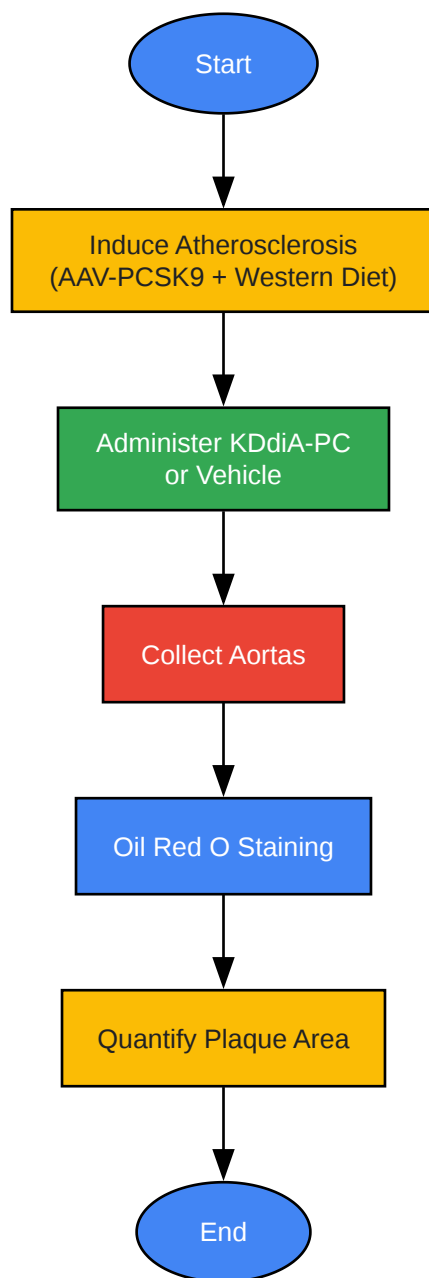 Start
Induce Atherosclerosis
(AAV-PCSK9 + Western Diet)
Administer KDdiA-PC
or Vehicle
Collect Aortas
Oil Red O Staining
Quantify Plaque Area
End